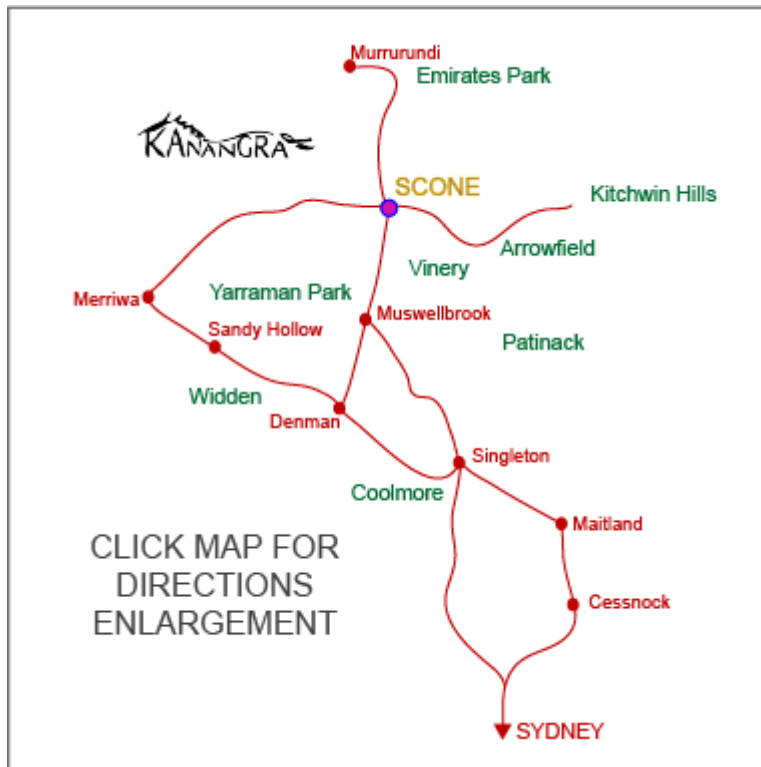 Murrurundi
Emirates Park
KANANGRA
SCONE
Kitchwin Hills
Arrowfield
Vinery
Yarraman Park
Merriwa
Muswellbrook
Sandy Hollow
Patinack
Widden
Denman
Singleton
Coolmore
Maitland
CLICK MAP FOR
DIRECTIONS
ENLARGEMENT
Cessnock
SYDNEY